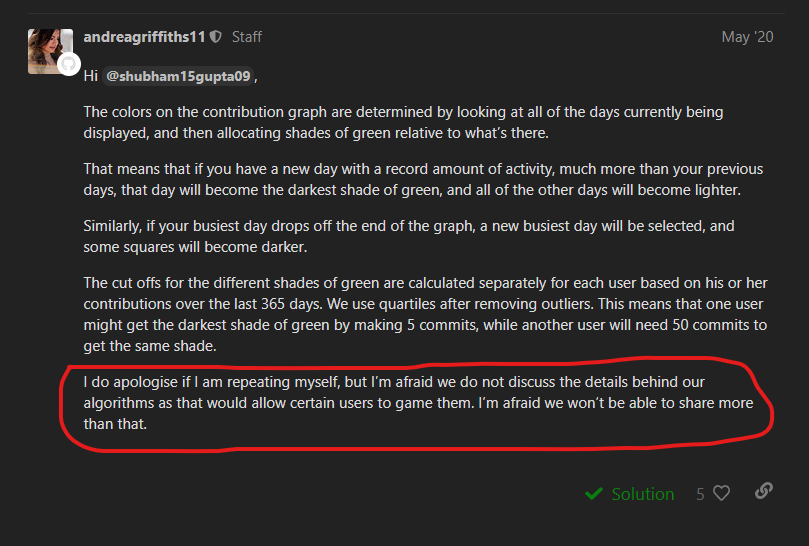 andreagriffiths11 Staff May '20
Hi @shubham15gupta09,
The colors on the contribution graph are determined by looking at all of the days currently being
displayed, and then allocating shades of green relative to what’s there.
That means that if you have a new day with a record amount of activity, much more than your previous
days, that day will become the darkest shade of green, and all of the other days will become lighter.
Similarly, if your busiest day drops off the end of the graph, a new busiest day will be selected, and
some squares will become darker.
The cut offs for the different shades of green are calculated separately for each user based on his or her
contributions over the last 365 days. We use quartiles after removing outliers. This means that one user
might get the darkest shade of green by making 5 commits, while another user will need 50 commits to
get the same shade.
I do apologise if I am repeating myself, but I’m afraid we do not discuss the details behind our
algorithms as that would allow certain users to game them. I’m afraid we won’t be able to share more
than that.
Solution 5